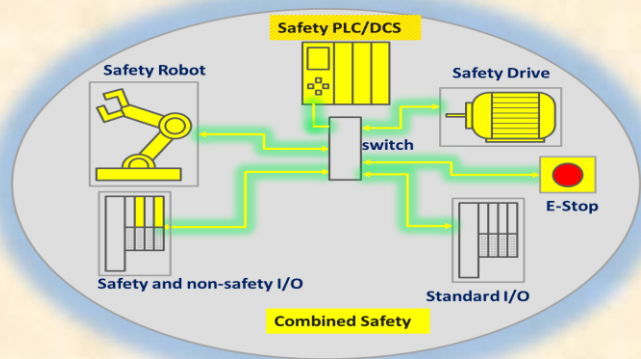 Safety PLC/DCS
Safety Robot
Safety Drive
switch
E-Stop
Safety and non-safety I/O
Standard I/O
Combined Safety